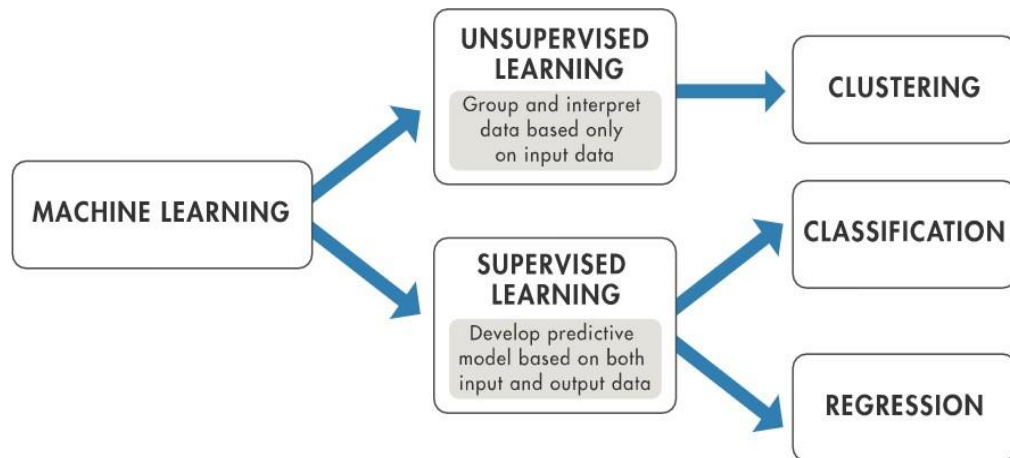 MACHINE LEARNING
UNSUPERVISED
LEARNING
Group and interpret
data based only
on input data
SUPERVISED
LEARNING
Develop predictive
model based on both
input and output data
CLUSTERING
CLASSIFICATION
REGRESSION